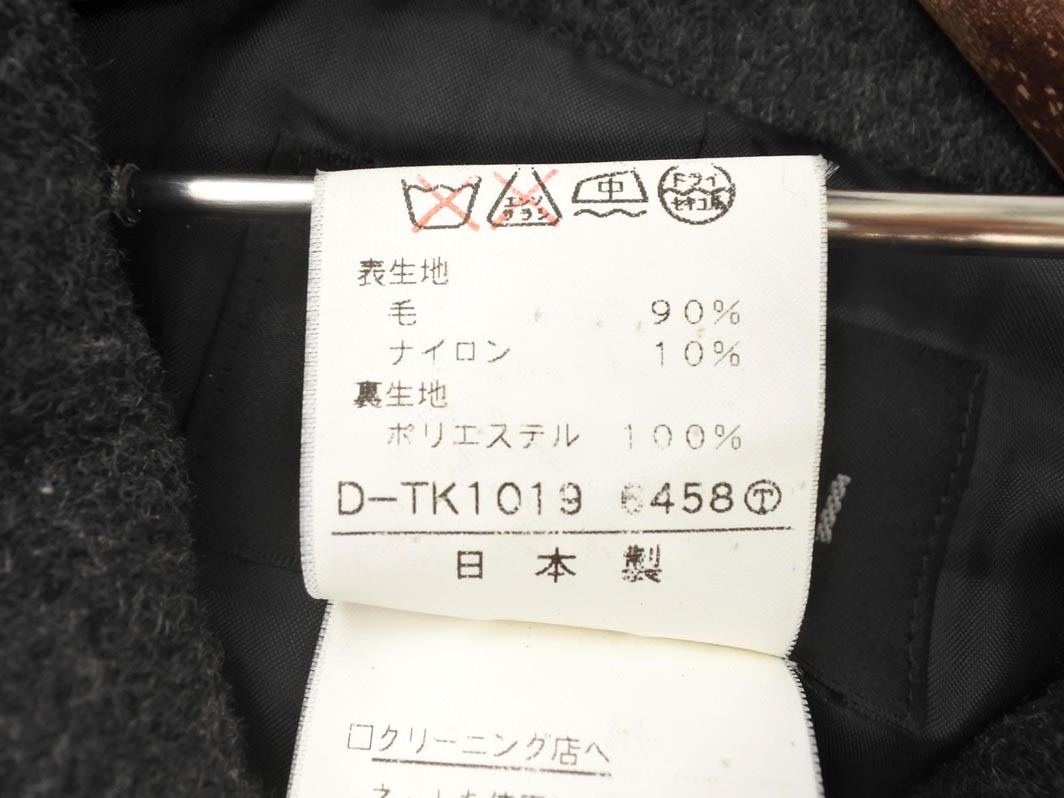 エンソ
サラシ
中
ドライ
セキユ系
表生地
毛 90%
ナイロン 10%
裏生地
ポリエステル 100%
D-TK1019 6458Ⓣ
日本製
□クリーニング店へ